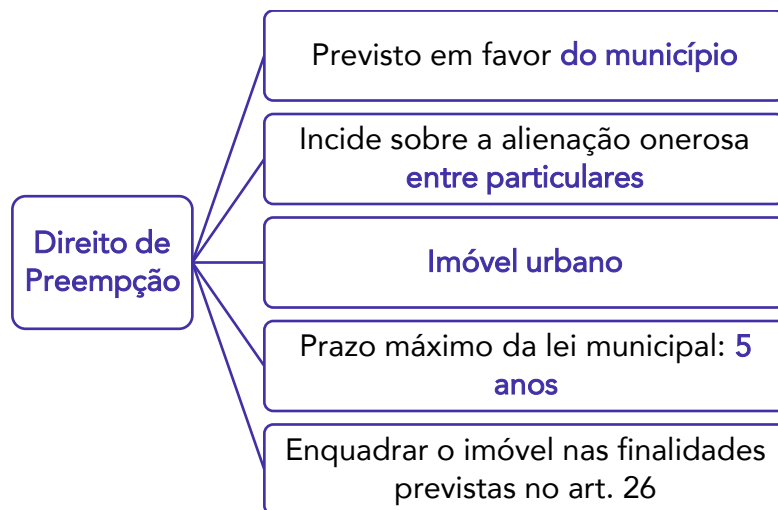 Previsto em favor do município
Incide sobre a alienação onerosa
entre particulares
Direito de
Preempção
Imóvel urbano
Prazo máximo da lei municipal: 5
anos
Enquadrar o imóvel nas finalidades
previstas no art. 26